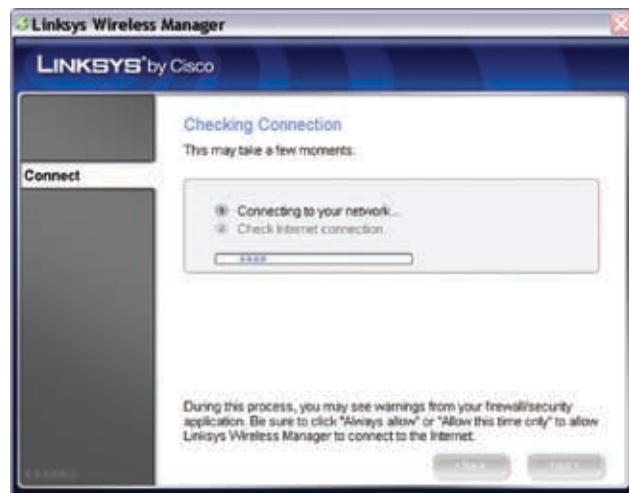 Linksys Wireless Manager
LINKSYS® by Cisco
Checking Connection
This may take a few moments.
Connect
Connecting to your network...
Check Internet connection.
During this process, you may see warnings from your firewall/security
application. Be sure to click "Always allow" or "Allow this time only" to allow
Linksys Wireless Manager to connect to the Internet.